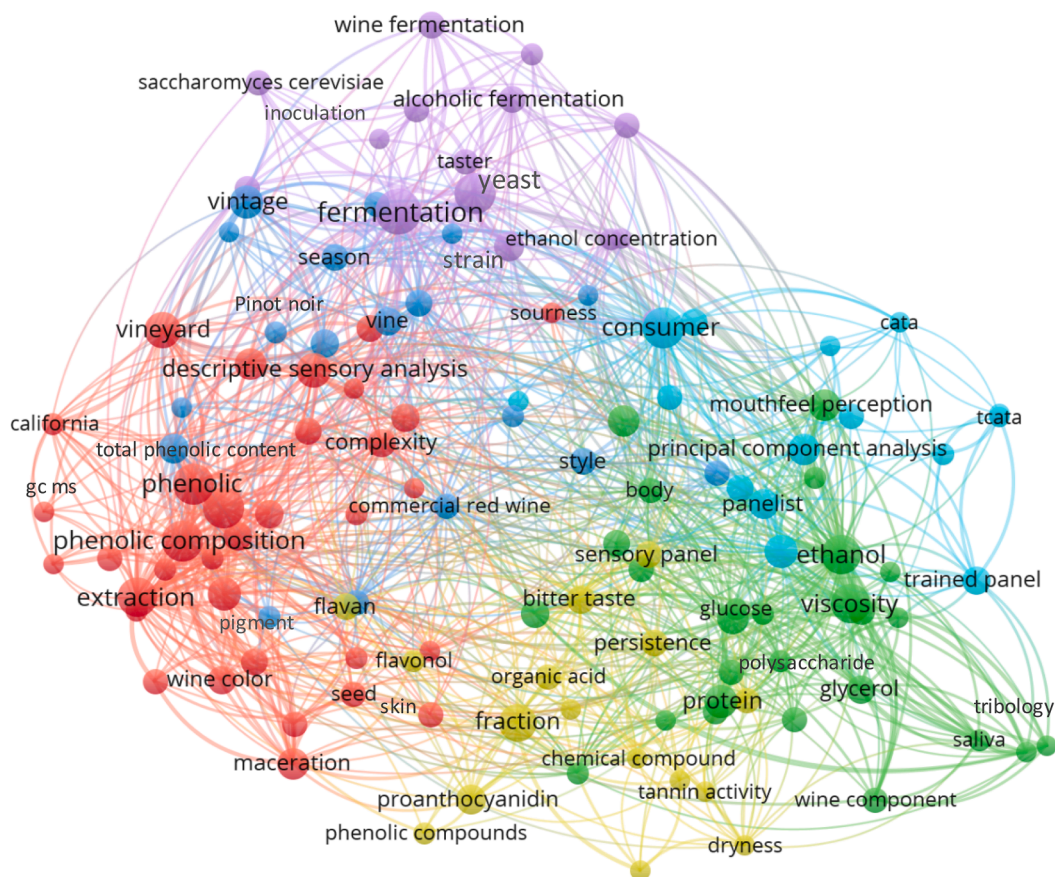 wine fermentation
saccharomyces cerevisiae
alcoholic fermentation
inoculation
taster
yeast
vintage
fermentation
ethanol concentration
season
strain
Pinot noir
sourness
vine
vineyard
consumer
cata
descriptive sensory analysis
mouthfeel perception
tcata
california
complexity
total phenolic content
principal component analysis
style
phenolic
gc ms
body
commercial red wine
panelist
phenolic composition
sensory panel
ethanol
trained panel
extraction
flavan
bitter taste
glucose
viscosity
pigment
persistence
flavonol
organic acid
polysaccharide
wine color
seed
skin
protein
glycerol
tribology
fraction
saliva
maceration
chemical compound
tannin activity
proanthocyanidin
wine component
phenolic compounds
dryness